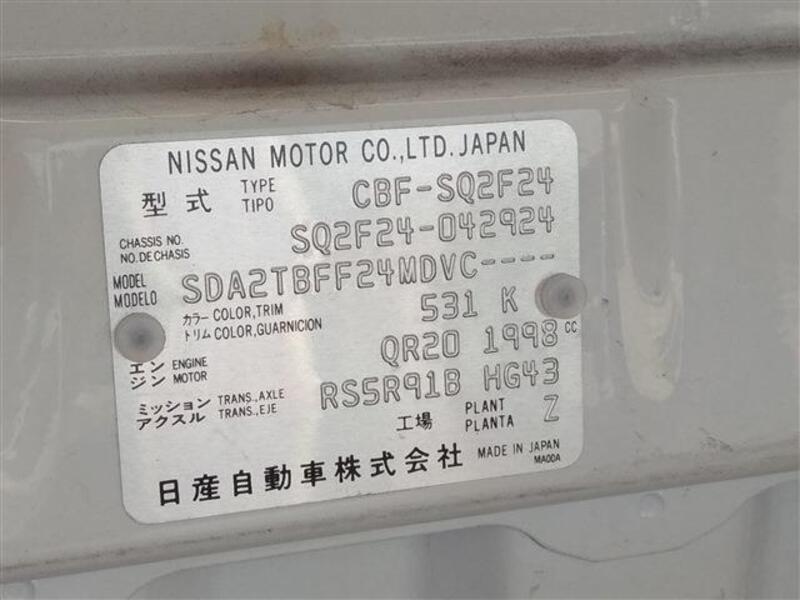 NISSAN MOTOR CO.,LTD. JAPAN
型式 TYPE TIPO CBF-SQ2F24
CHASSIS NO. NO. DE CHASIS SQ2F24-042924
MODEL MODELO SDA2TBFF24MDVC----
カラー COLOR,TRIM トリム COLOR,GUARNICION 531 K
エンジン ENGINE MOTOR QR20 1998 CC
ミッション アクスル TRANS.,AXLE TRANS.,EJE RS5R91B HG43
工場 PLANT PLANTA Z
日産自動車株式会社 MADE IN JAPAN
MA00A